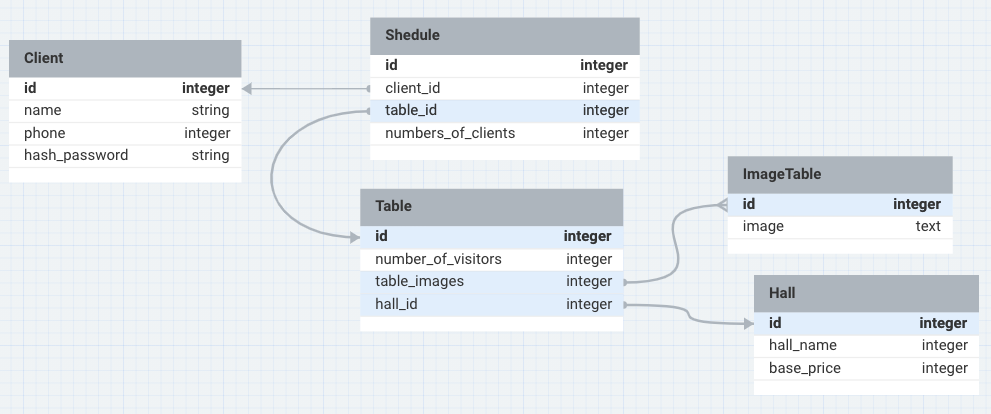 Client
id integer
name string
phone integer
hash_password string
Shedule
id integer
client_id integer
table_id integer
numbers_of_clients integer
Table
id integer
number_of_visitors integer
table_images integer
hall_id integer
ImageTable
id integer
image text
Hall
id integer
hall_name integer
base_price integer